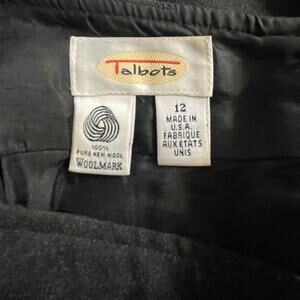 Talbots
100%
PURE NEW WOOL
WOOLMARK
12
MADE IN
U.S.A.
FABRIQUE
AUX ETATS
UNIS